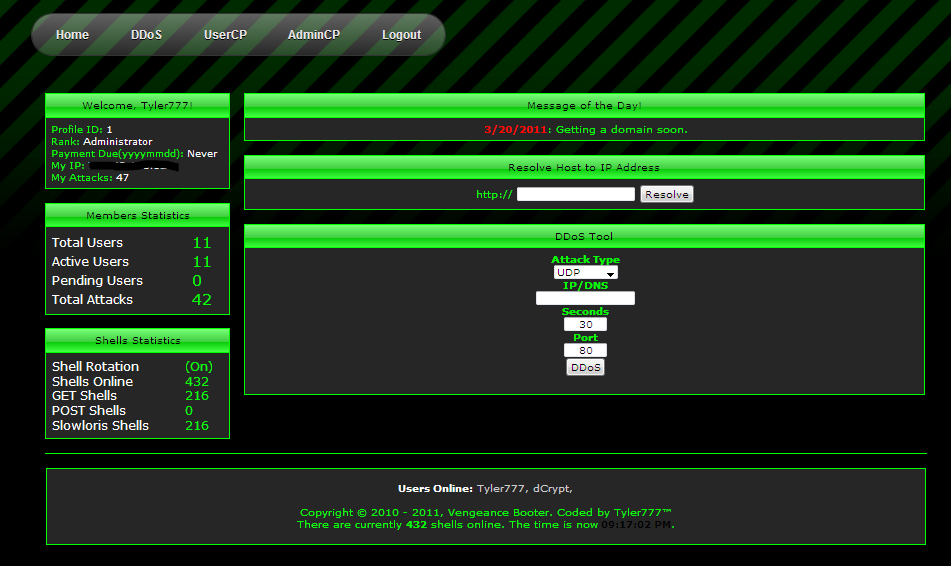 Home DDoS UserCP AdminCP Logout
Welcome, Tyler777!
Profile ID: 1
Rank: Administrator
Payment Due(yyyymmdd): Never
My IP:
My Attacks: 47
Members Statistics
Total Users 11
Active Users 11
Pending Users 0
Total Attacks 42
Shells Statistics
Shell Rotation (On)
Shells Online 432
GET Shells 216
POST Shells 0
Slowloris Shells 216
Message of the Day!
3/20/2011: Getting a domain soon.
Resolve Host to IP Address
http:// Resolve
DDoS Tool
Attack Type
UDP
IP/DNS
Seconds
30
Port
80
DDoS
Users Online: Tyler777, dCrypt,
Copyright © 2010 - 2011, Vengeance Booter. Coded by Tyler777™
There are currently 432 shells online. The time is now 09:17:02 PM.